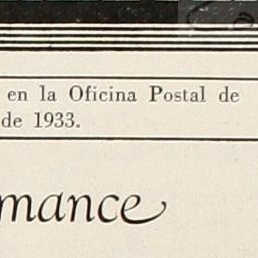 en la Oficina Postal de
de 1933.
mance